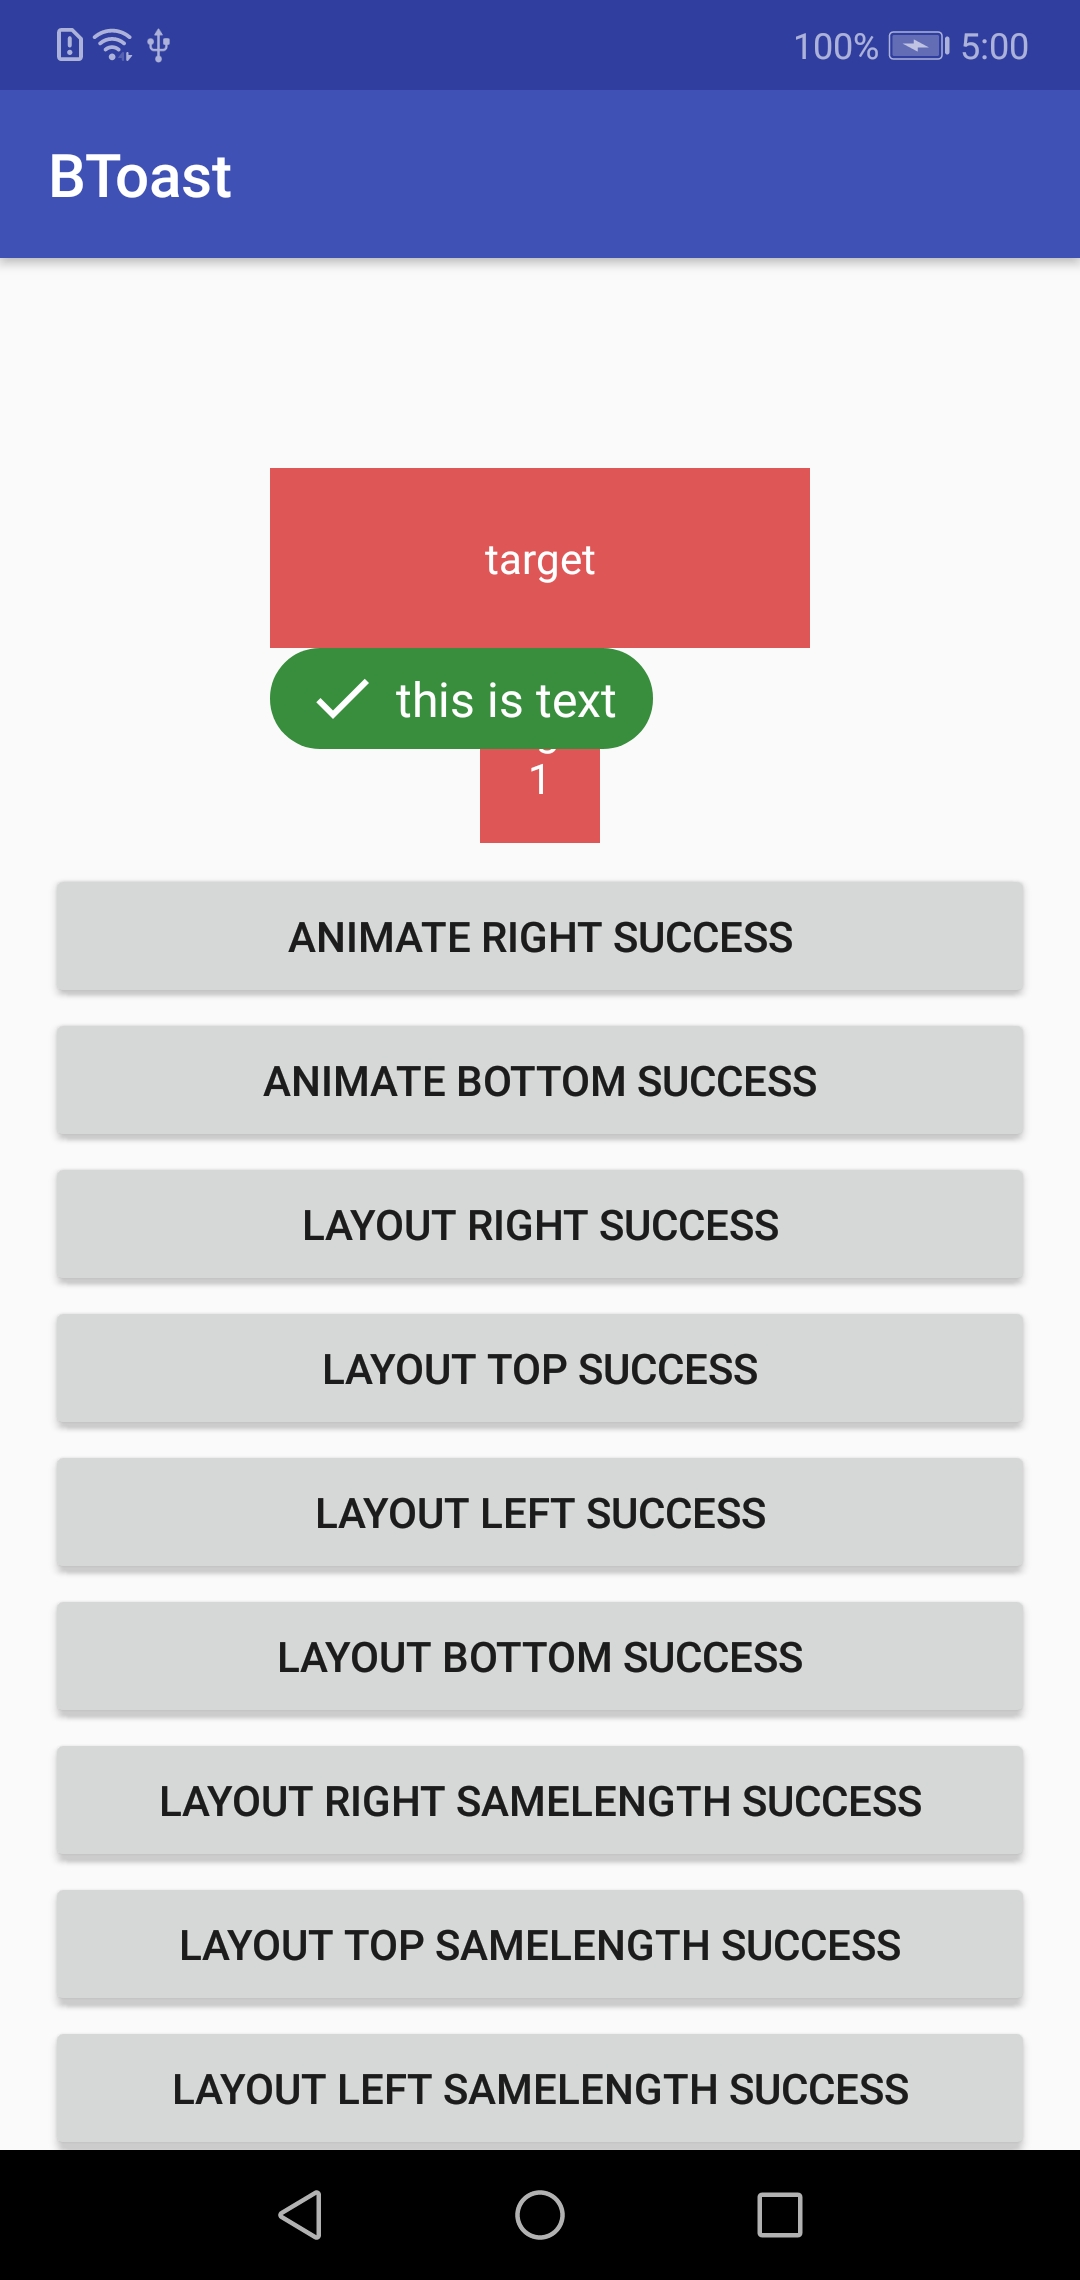 100% 5:00
BToast
target
this is text
1
ANIMATE RIGHT SUCCESS
ANIMATE BOTTOM SUCCESS
LAYOUT RIGHT SUCCESS
LAYOUT TOP SUCCESS
LAYOUT LEFT SUCCESS
LAYOUT BOTTOM SUCCESS
LAYOUT RIGHT SAMELENGTH SUCCESS
LAYOUT TOP SAMELENGTH SUCCESS
LAYOUT LEFT SAMELENGTH SUCCESS